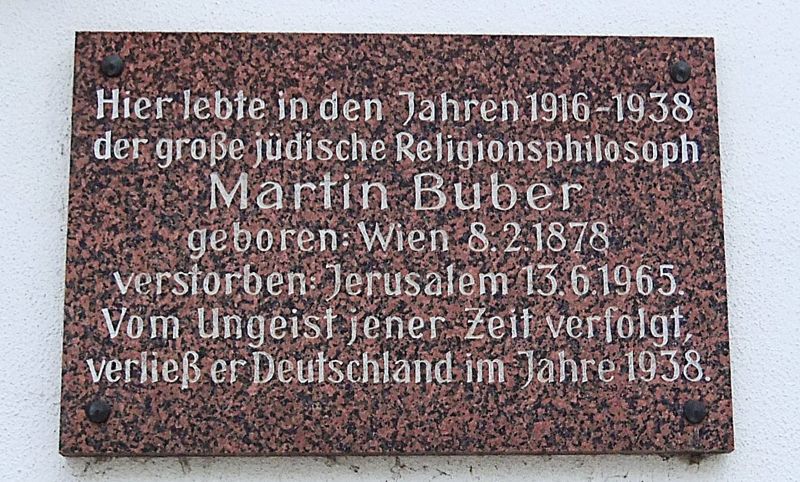 Hier lebte in den Jahren 1916-1938
der große jüdische Religionsphilosoph
Martin Buber
geboren: Wien 8.2.1878
verstorben: Jerusalem 13.6.1965.
Vom Ungeist jener Zeit verfolgt,
verließ er Deutschland im Jahre 1938.